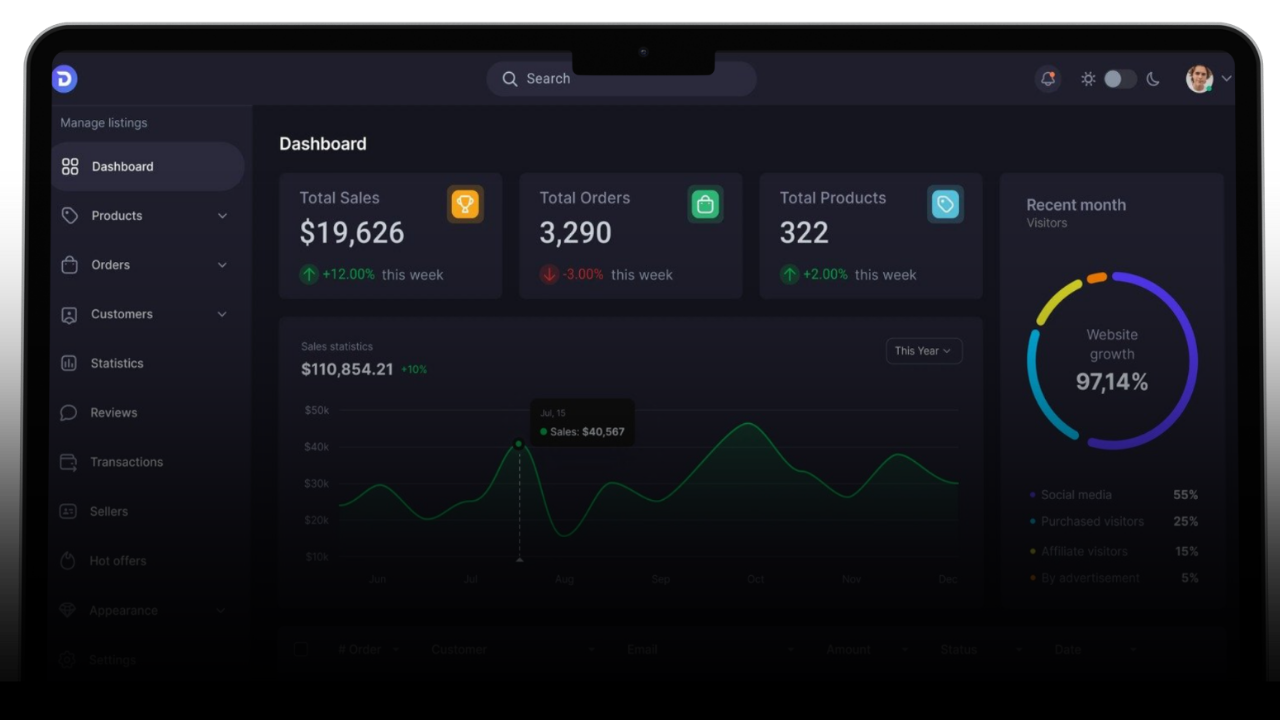 D
Search
Manage listings
Dashboard
Products
Orders
Customers
Statistics
Reviews
Transactions
Sellers
Hot offers
Appearance
Settings
Dashboard
Total Sales
$19,626
+12.00% this week
Total Orders
3,290
-3.00% this week
Total Products
322
+2.00% this week
Sales statistics
$110,854.21 +10%
This Year
$50k
$40k
$30k
$20k
$10k
Jul, 15
Sales: $40,567
Jun Jul Aug Sep Oct Nov Dec
Recent month
Visitors
Website
growth
97,14%
Social media 55%
Purchased visitors 25%
Affiliate visitors 15%
By advertisement 5%
# Order Customer Email Amount Status Date